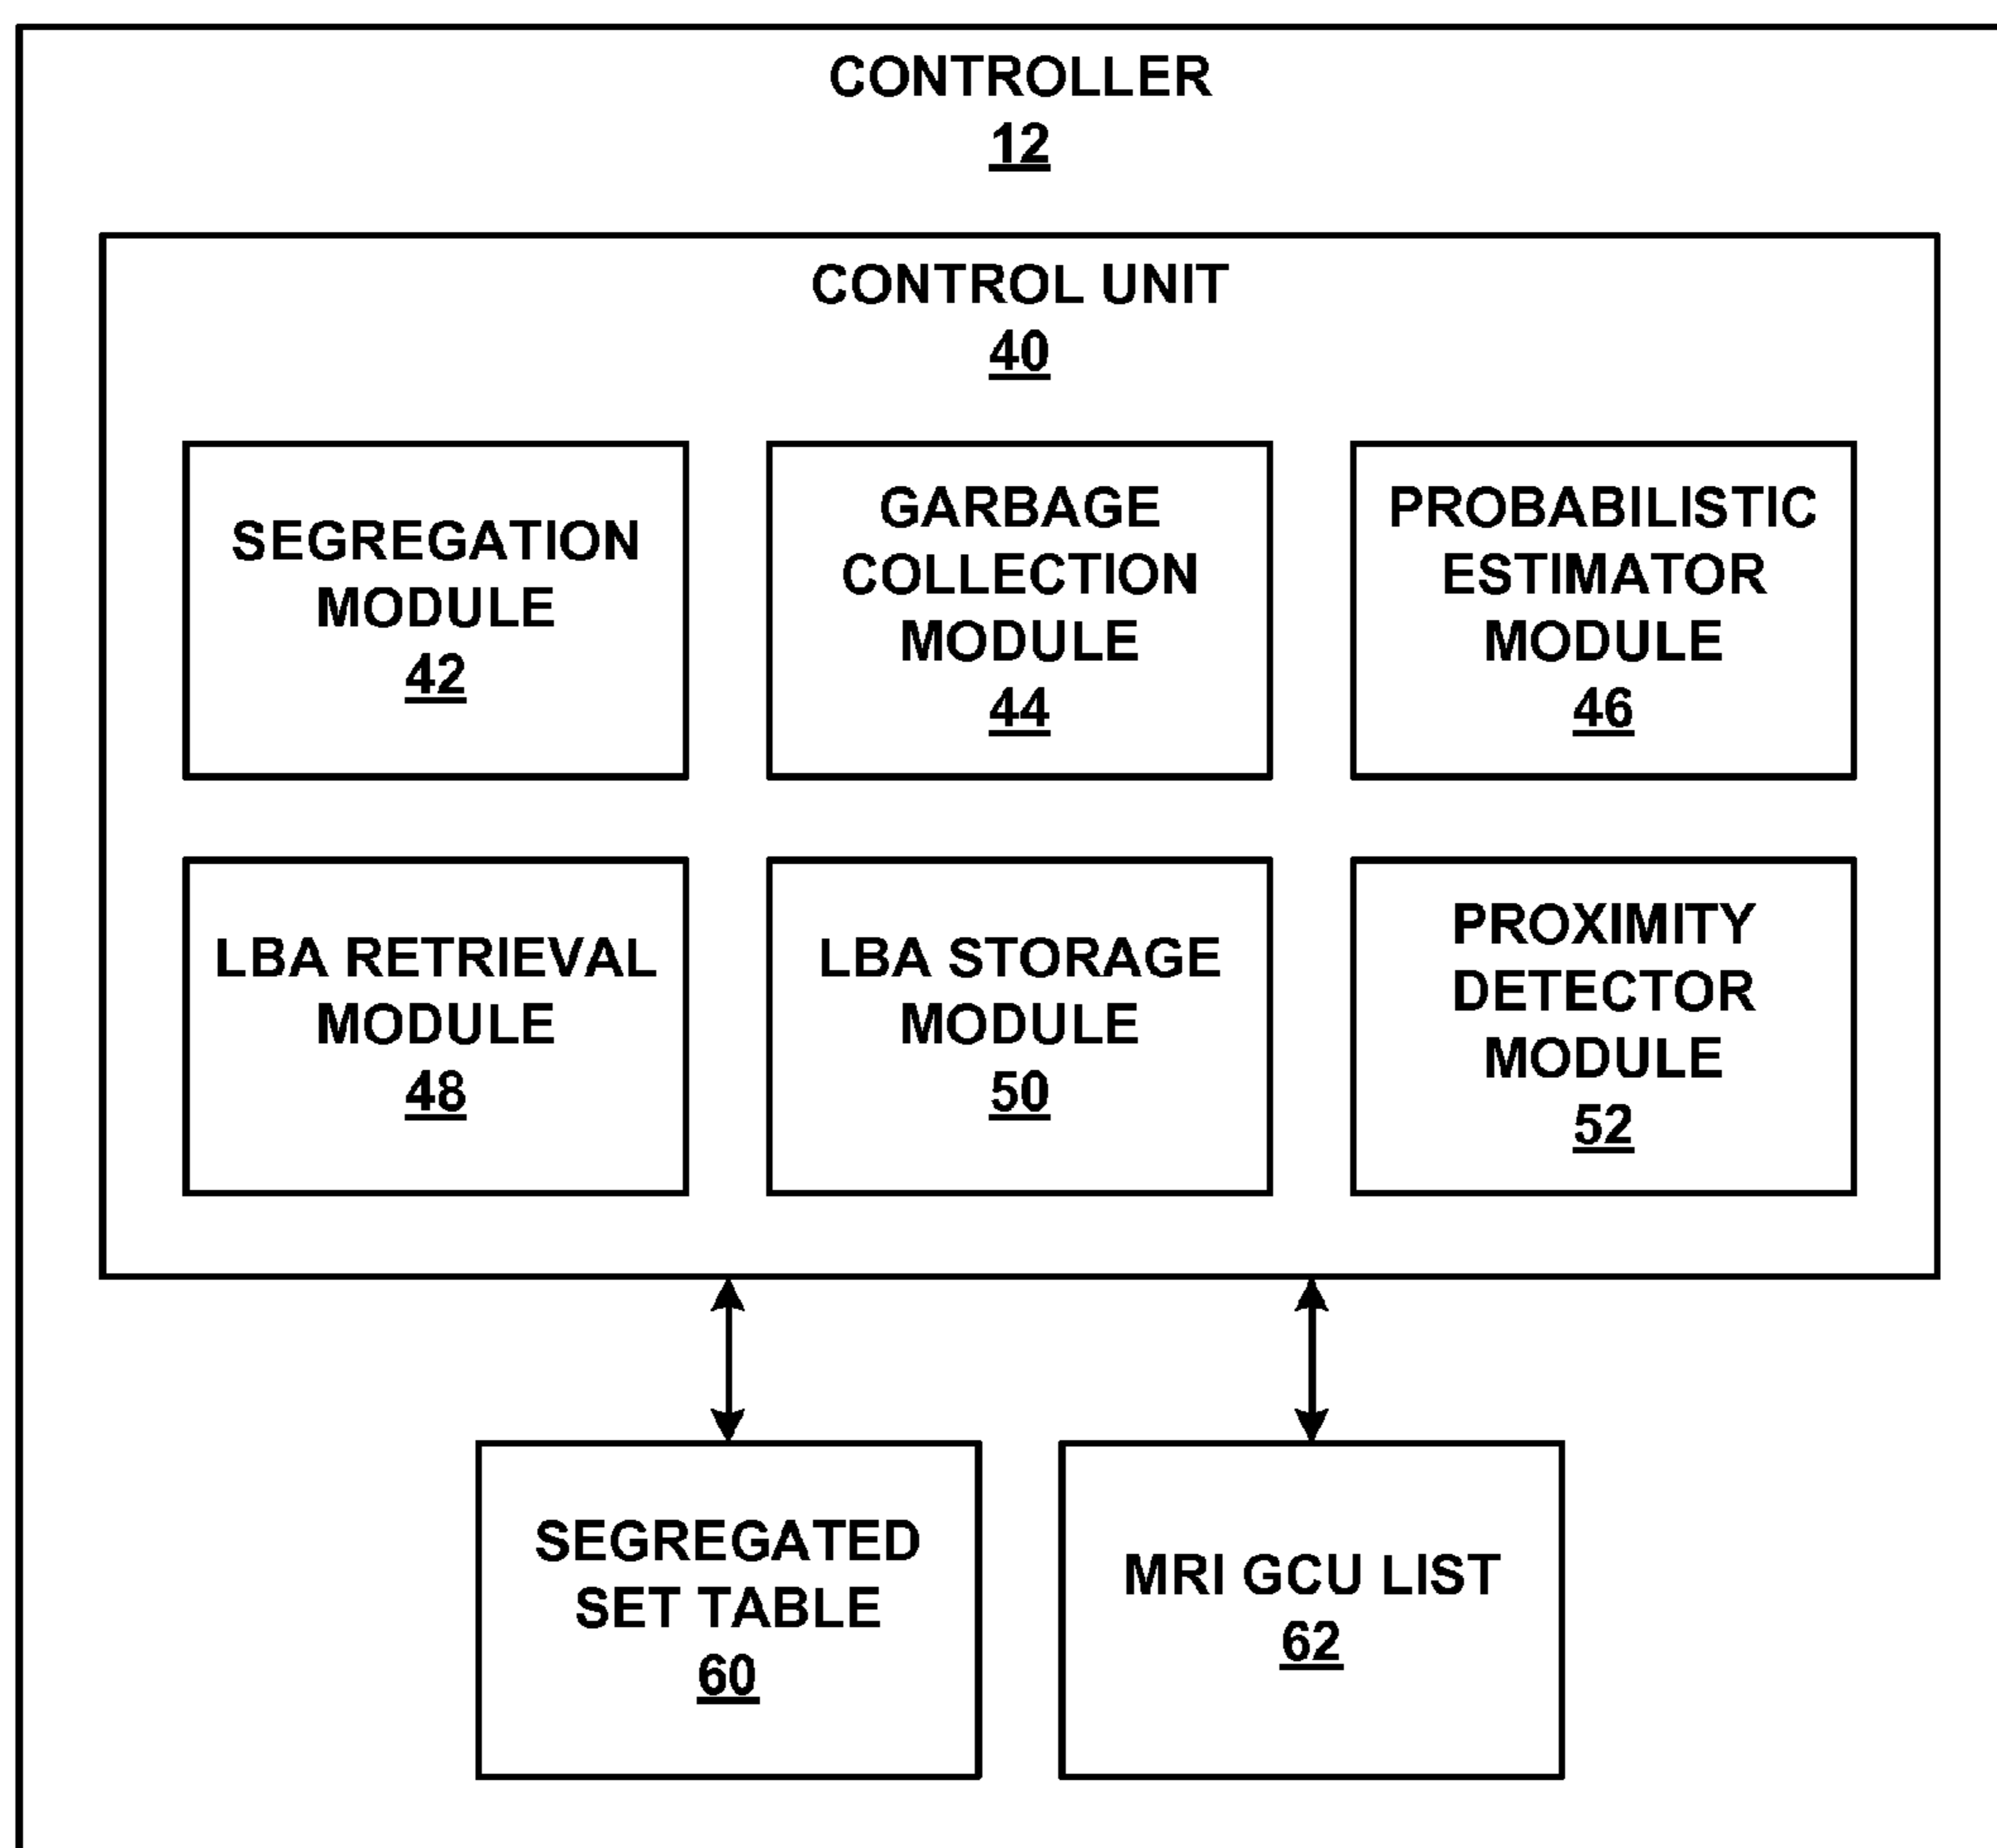 CONTROLLER
12
CONTROL UNIT
40
SEGREGATION
MODULE
42
GARBAGE
COLLECTION
MODULE
44
PROBABILISTIC
ESTIMATOR
MODULE
46
LBA RETRIEVAL
MODULE
48
LBA STORAGE
MODULE
50
PROXIMITY
DETECTOR
MODULE
52
SEGREGATED
SET TABLE
60
MRI GCU LIST
62